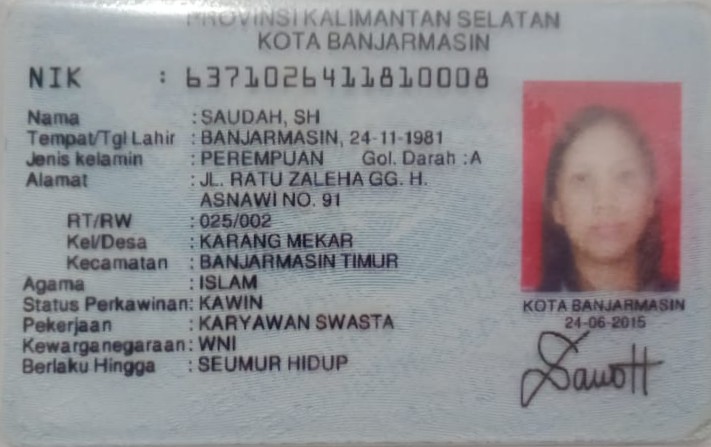 PROVINSI KALIMANTAN SELATAN
KOTA BANJARMASIN
NIK : 6371026411810008
Nama : SAUDAH, SH
Tempat/Tgl Lahir : BANJARMASIN, 24-11-1981
Jenis kelamin : PEREMPUAN Gol. Darah : A
Alamat : JL. RATU ZALEHA GG. H.
ASNAWI NO. 91
RT/RW : 025/002
Kel/Desa : KARANG MEKAR
Kecamatan : BANJARMASIN TIMUR
Agama : ISLAM
Status Perkawinan: KAWIN
Pekerjaan : KARYAWAN SWASTA
Kewarganegaraan: WNI
Berlaku Hingga : SEUMUR HIDUP
KOTA BANJARMASIN
24-06-2015